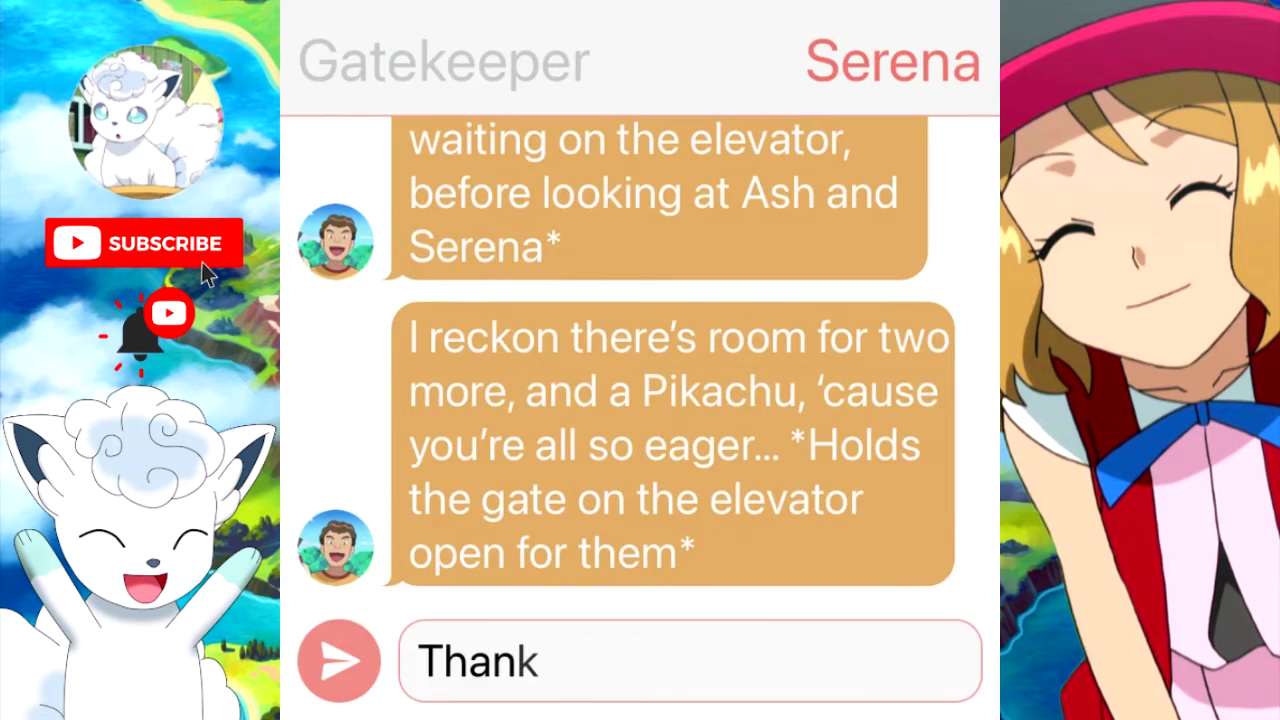 Gatekeeper
Serena
waiting on the elevator,
before looking at Ash and
Serena*
I reckon there’s room for two
more, and a Pikachu, ‘cause
you’re all so eager... *Holds
the gate on the elevator
open for them*
Thank
SUBSCRIBE